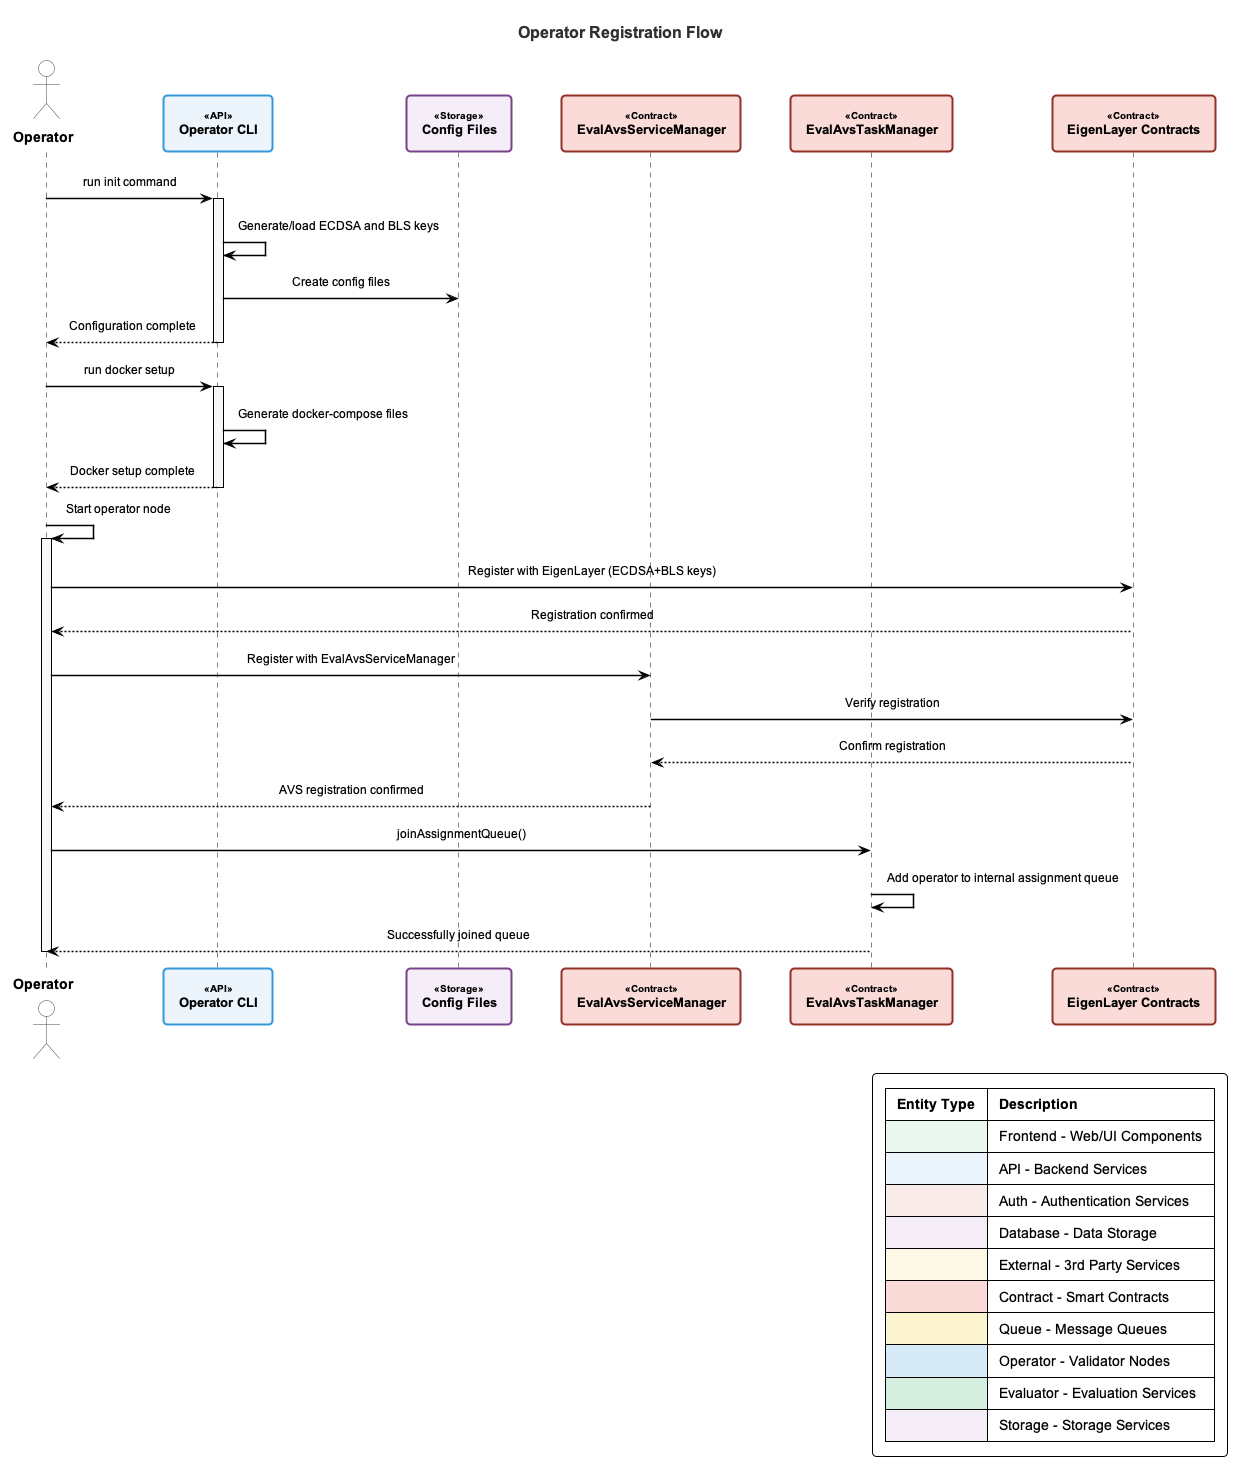 Operator Registration Flow
Operator
«API»
Operator CLI
«Storage»
Config Files
«Contract»
EvalAvsServiceManager
«Contract»
EvalAvsTaskManager
«Contract»
EigenLayer Contracts
run init command
Generate/load ECDSA and BLS keys
Create config files
Configuration complete
run docker setup
Generate docker-compose files
Docker setup complete
Start operator node
Register with EigenLayer (ECDSA+BLS keys)
Registration confirmed
Register with EvalAvsServiceManager
Verify registration
Confirm registration
AVS registration confirmed
joinAssignmentQueue()
Add operator to internal assignment queue
Successfully joined queue
Operator
«API»
Operator CLI
«Storage»
Config Files
«Contract»
EvalAvsServiceManager
«Contract»
EvalAvsTaskManager
«Contract»
EigenLayer Contracts
Entity Type Description
Frontend - Web/UI Components
API - Backend Services
Auth - Authentication Services
Database - Data Storage
External - 3rd Party Services
Contract - Smart Contracts
Queue - Message Queues
Operator - Validator Nodes
Evaluator - Evaluation Services
Storage - Storage Services